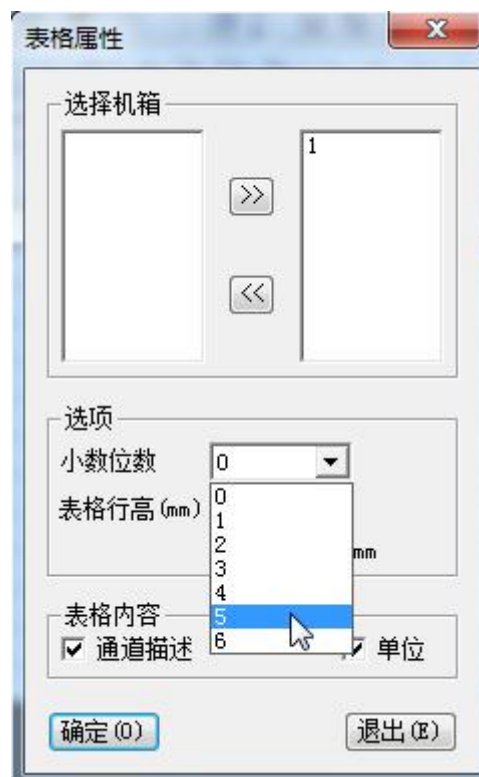 表格属性
选择机箱
1
>>
<<
选项
小数位数 0
表格行高(mm)
0
1
2
3
4
5
6
mm
表格内容
通道描述
单位
确定(O)
退出(E)